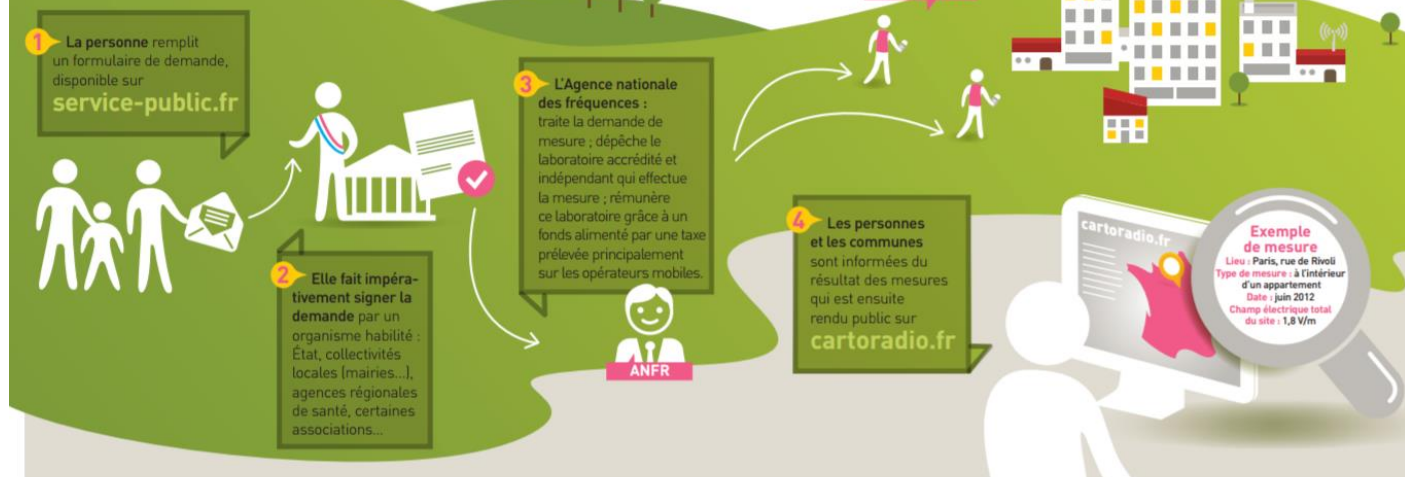 1 La personne remplit
un formulaire de demande,
disponible sur
service-public.fr
2 Elle fait impéra-
tivement signer la
demande par un
organisme habilité :
État, collectivités
locales (mairies...),
agences régionales
de santé, certaines
associations...
3 L'Agence nationale
des fréquences :
traite la demande de
mesure ; dépêche le
laboratoire accrédité et
indépendant qui effectue
la mesure ; rémunère
ce laboratoire grâce à un
fonds alimenté par une taxe
prélevée principalement
sur les opérateurs mobiles.
ANFR
4 Les personnes
et les communes
sont informées du
résultat des mesures
qui est ensuite
rendu public sur
cartoradio.fr
cartoradio.fr
Exemple
de mesure
Lieu : Paris, rue de Rivoli
Type de mesure : à l'intérieur
d'un appartement
Date : juin 2012
Champ électrique total
du site : 1,8 V/m